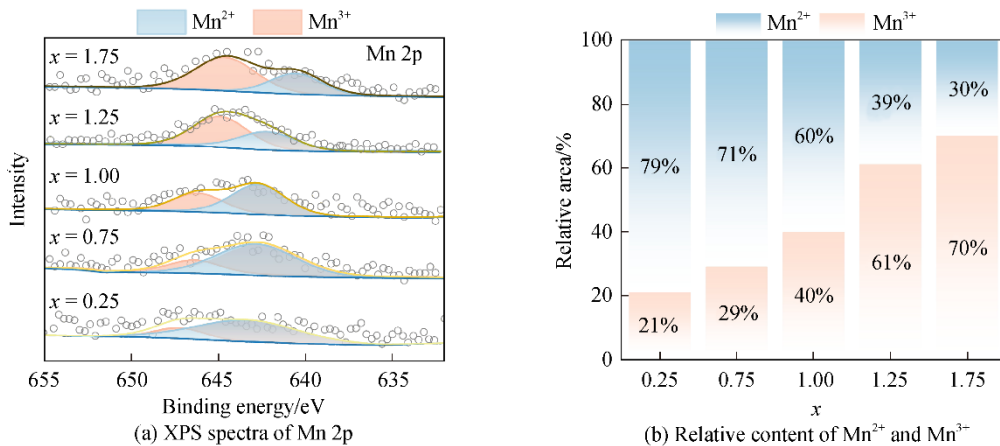 Mn²⁺ Mn³⁺
Mn 2p
x = 1.75
x = 1.25
x = 1.00
x = 0.75
x = 0.25
Intensity
655 650 645 640 635
Binding energy/eV
(a) XPS spectra of Mn 2p
Mn²⁺ Mn³⁺
Relative area/%
100
80
60
40
20
0
79% 71% 60% 39% 30%
21% 29% 40% 61% 70%
0.25 0.75 1.00 1.25 1.75
x
(b) Relative content of Mn²⁺ and Mn³⁺